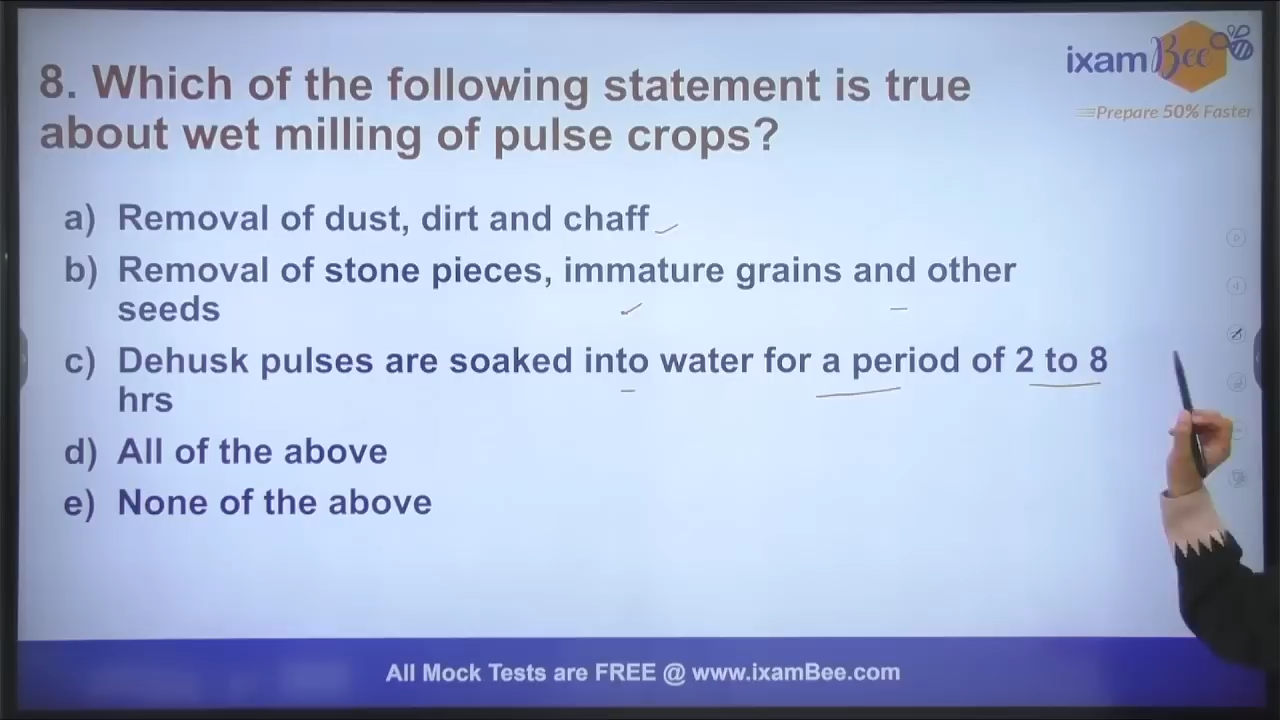 ixamBee
Prepare 50% Faster
8. Which of the following statement is true
about wet milling of pulse crops?
a) Removal of dust, dirt and chaff
b) Removal of stone pieces, immature grains and other
seeds
c) Dehusk pulses are soaked into water for a period of 2 to 8
hrs
d) All of the above
e) None of the above
All Mock Tests are FREE @ www.ixamBee.com